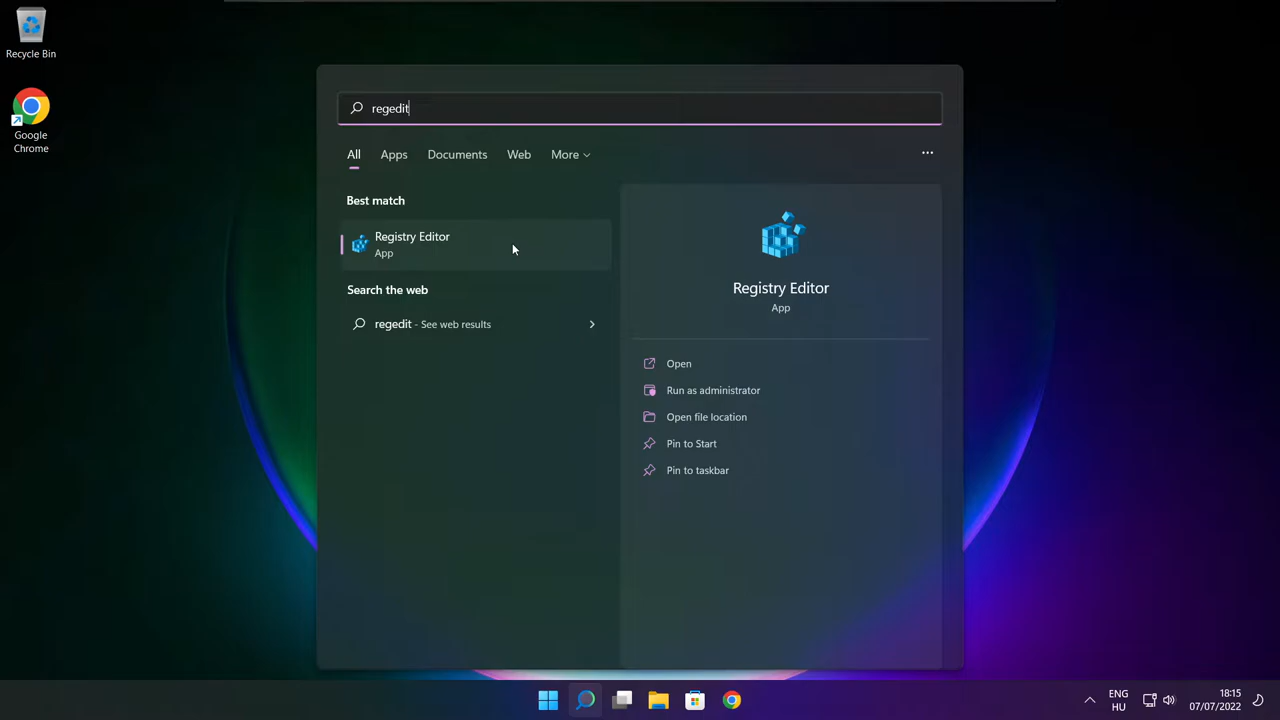 Recycle Bin
Google
Chrome
regedit
All Apps Documents Web More
Best match
Registry Editor
App
Search the web
regedit - See web results
Registry Editor
App
Open
Run as administrator
Open file location
Pin to Start
Pin to taskbar
ENG
HU
18:15
07/07/2022